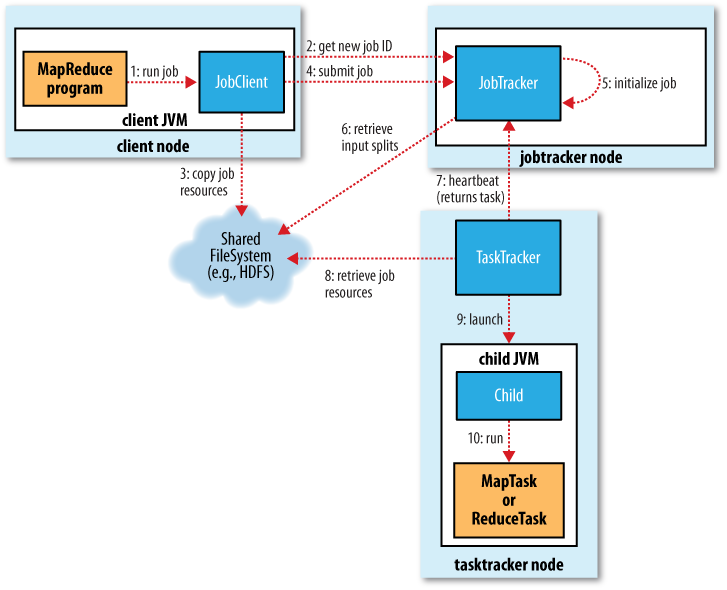 MapReduce
program
1: run job
JobClient
client JVM
client node
2: get new job ID
4: submit job
JobTracker
5: initialize job
jobtracker node
3: copy job
resources
6: retrieve
input splits
7: heartbeat
(returns task)
Shared
FileSystem
(e.g., HDFS)
8: retrieve job
resources
TaskTracker
9: launch
child JVM
Child
10: run
MapTask
or
ReduceTask
tasktracker node